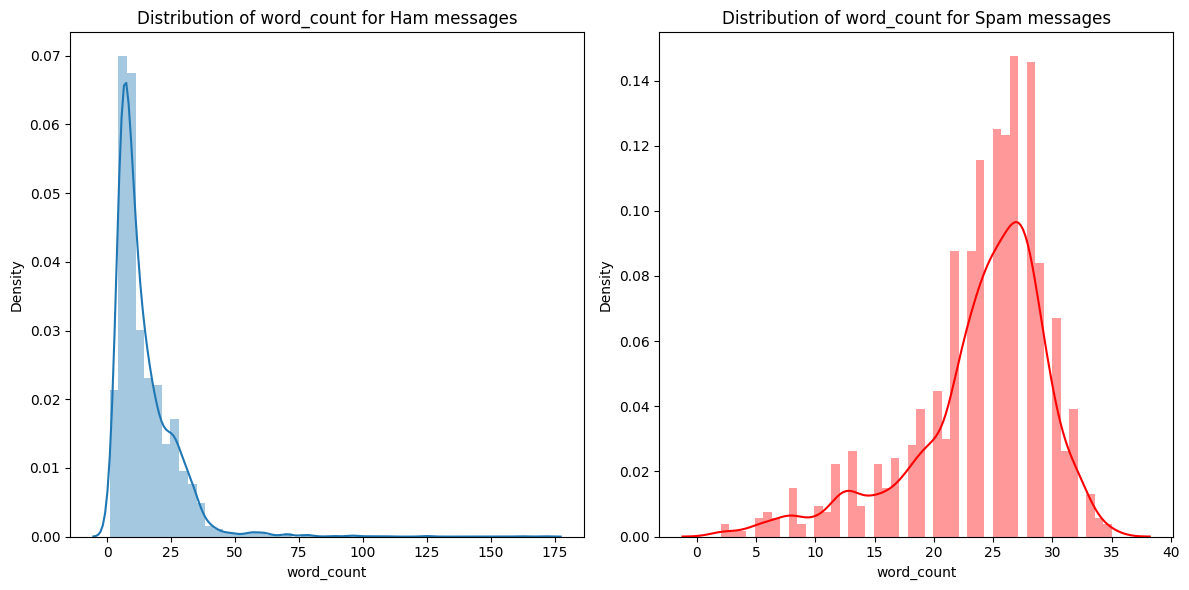 Distribution of word_count for Ham messages
0.07
0.06
0.05
0.04
0.03
0.02
0.01
0.00
Density
0 25 50 75 100 125 150 175
word_count
Distribution of word_count for Spam messages
0.14
0.12
0.10
0.08
0.06
0.04
0.02
0.00
Density
0 5 10 15 20 25 30 35 40
word_count